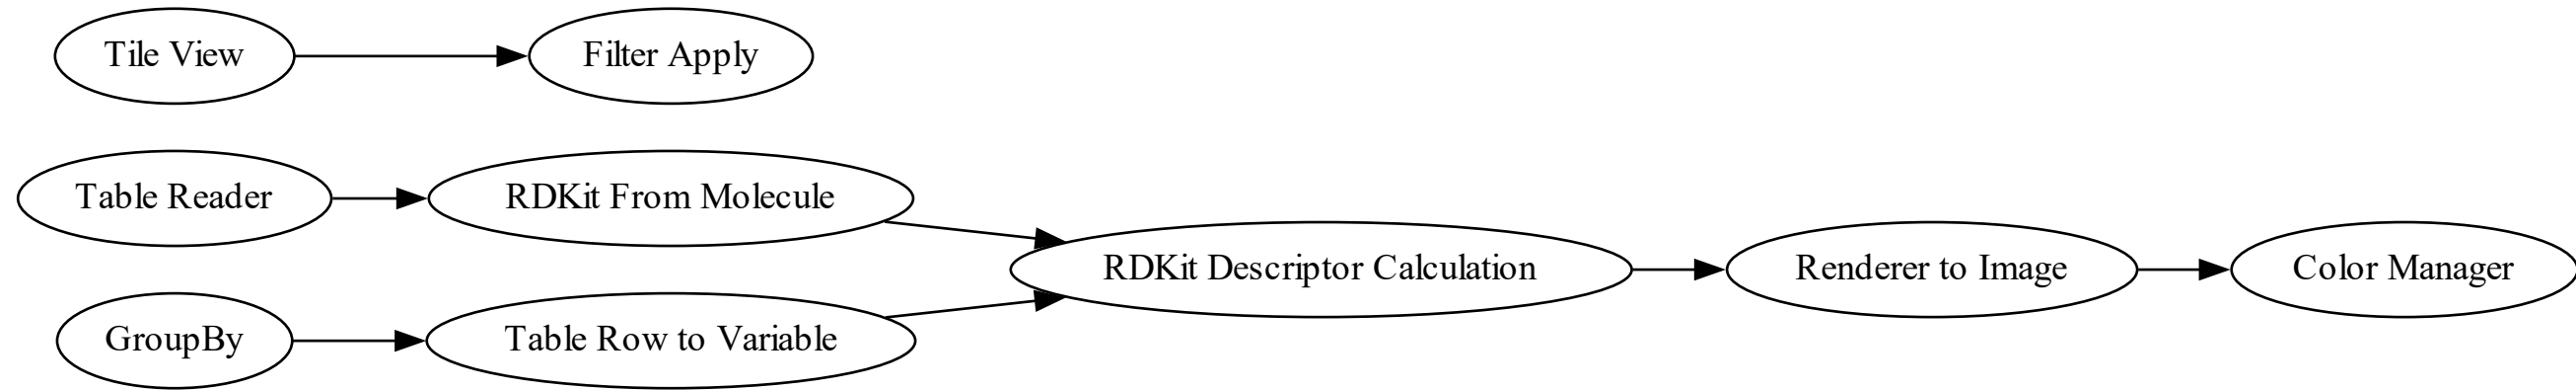 Tile View
Filter Apply
Table Reader
RDKit From Molecule
RDKit Descriptor Calculation
Renderer to Image
Color Manager
GroupBy
Table Row to Variable